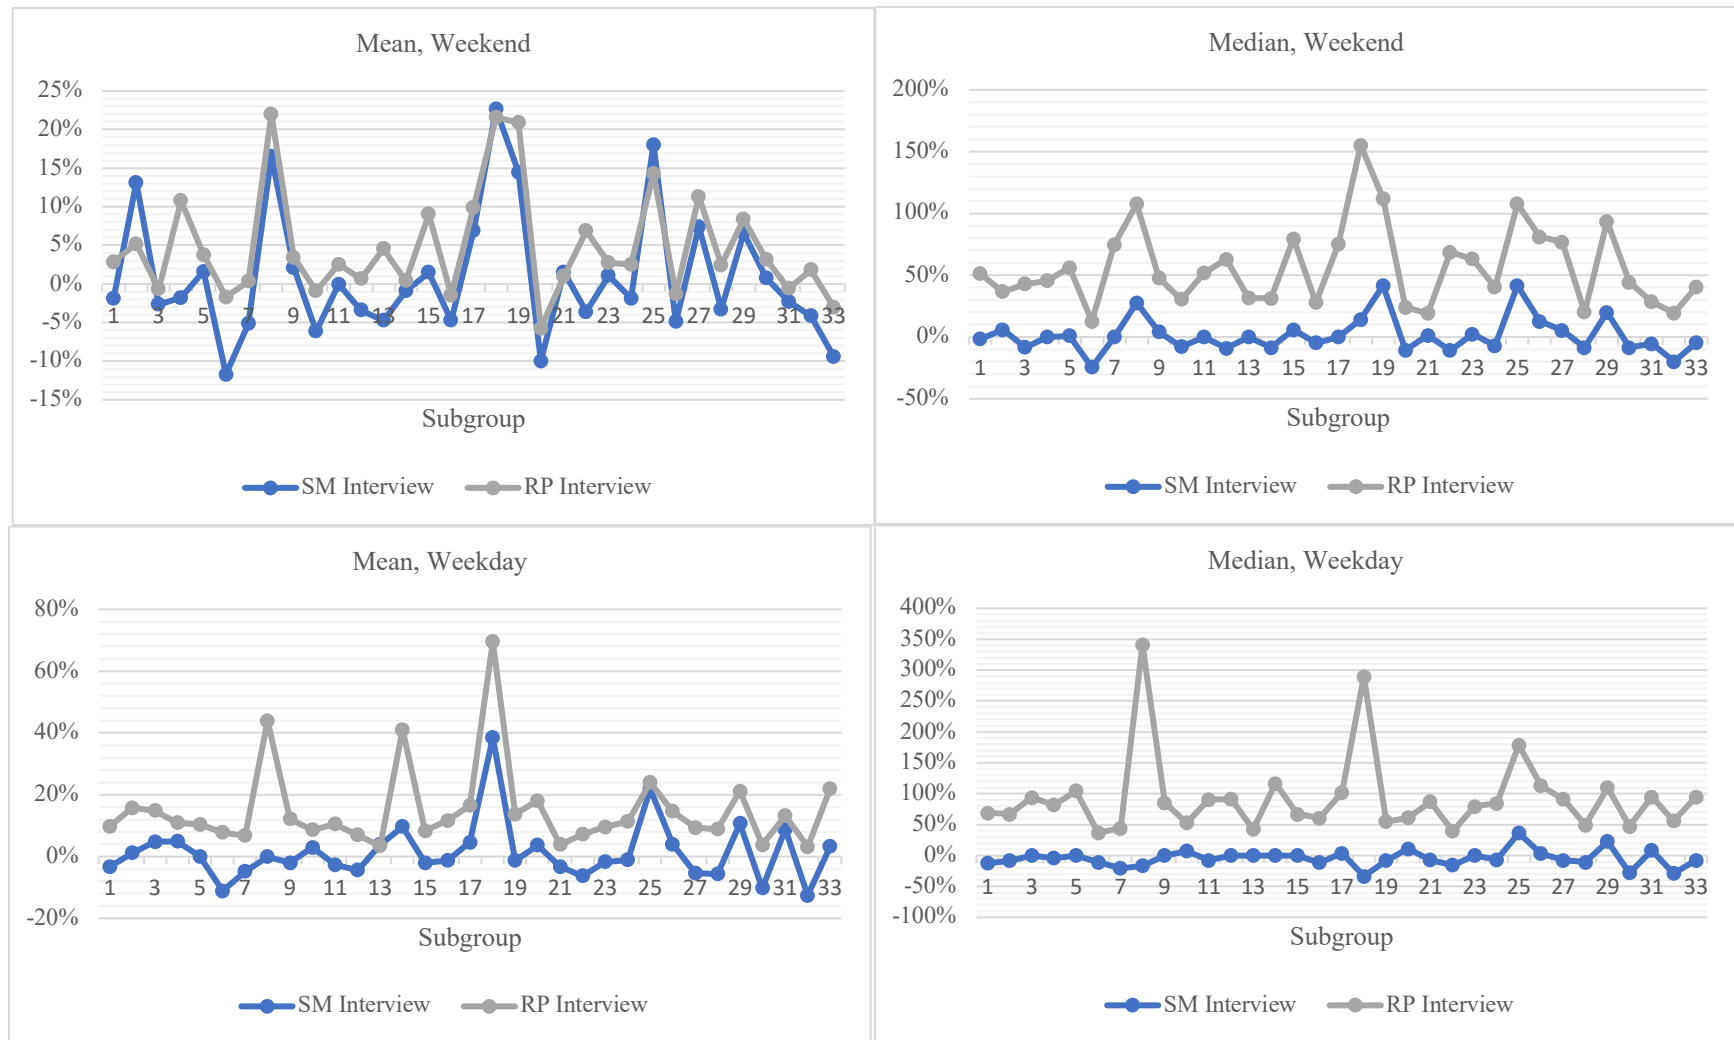 Mean, Weekend
25%
20%
15%
10%
5%
0%
-5%
-10%
-15%
1 3 5 7 9 11 13 15 17 19 21 23 25 27 29 31 33
Subgroup
SM Interview RP Interview
Median, Weekend
200%
150%
100%
50%
0%
-50%
1 3 5 7 9 11 13 15 17 19 21 23 25 27 29 31 33
Subgroup
SM Interview RP Interview
Mean, Weekday
80%
60%
40%
20%
0%
-20%
1 3 5 7 9 11 13 15 17 19 21 23 25 27 29 31 33
Subgroup
SM Interview RP Interview
Median, Weekday
400%
350%
300%
250%
200%
150%
100%
50%
0%
-50%
-100%
1 3 5 7 9 11 13 15 17 19 21 23 25 27 29 31 33
Subgroup
SM Interview RP Interview